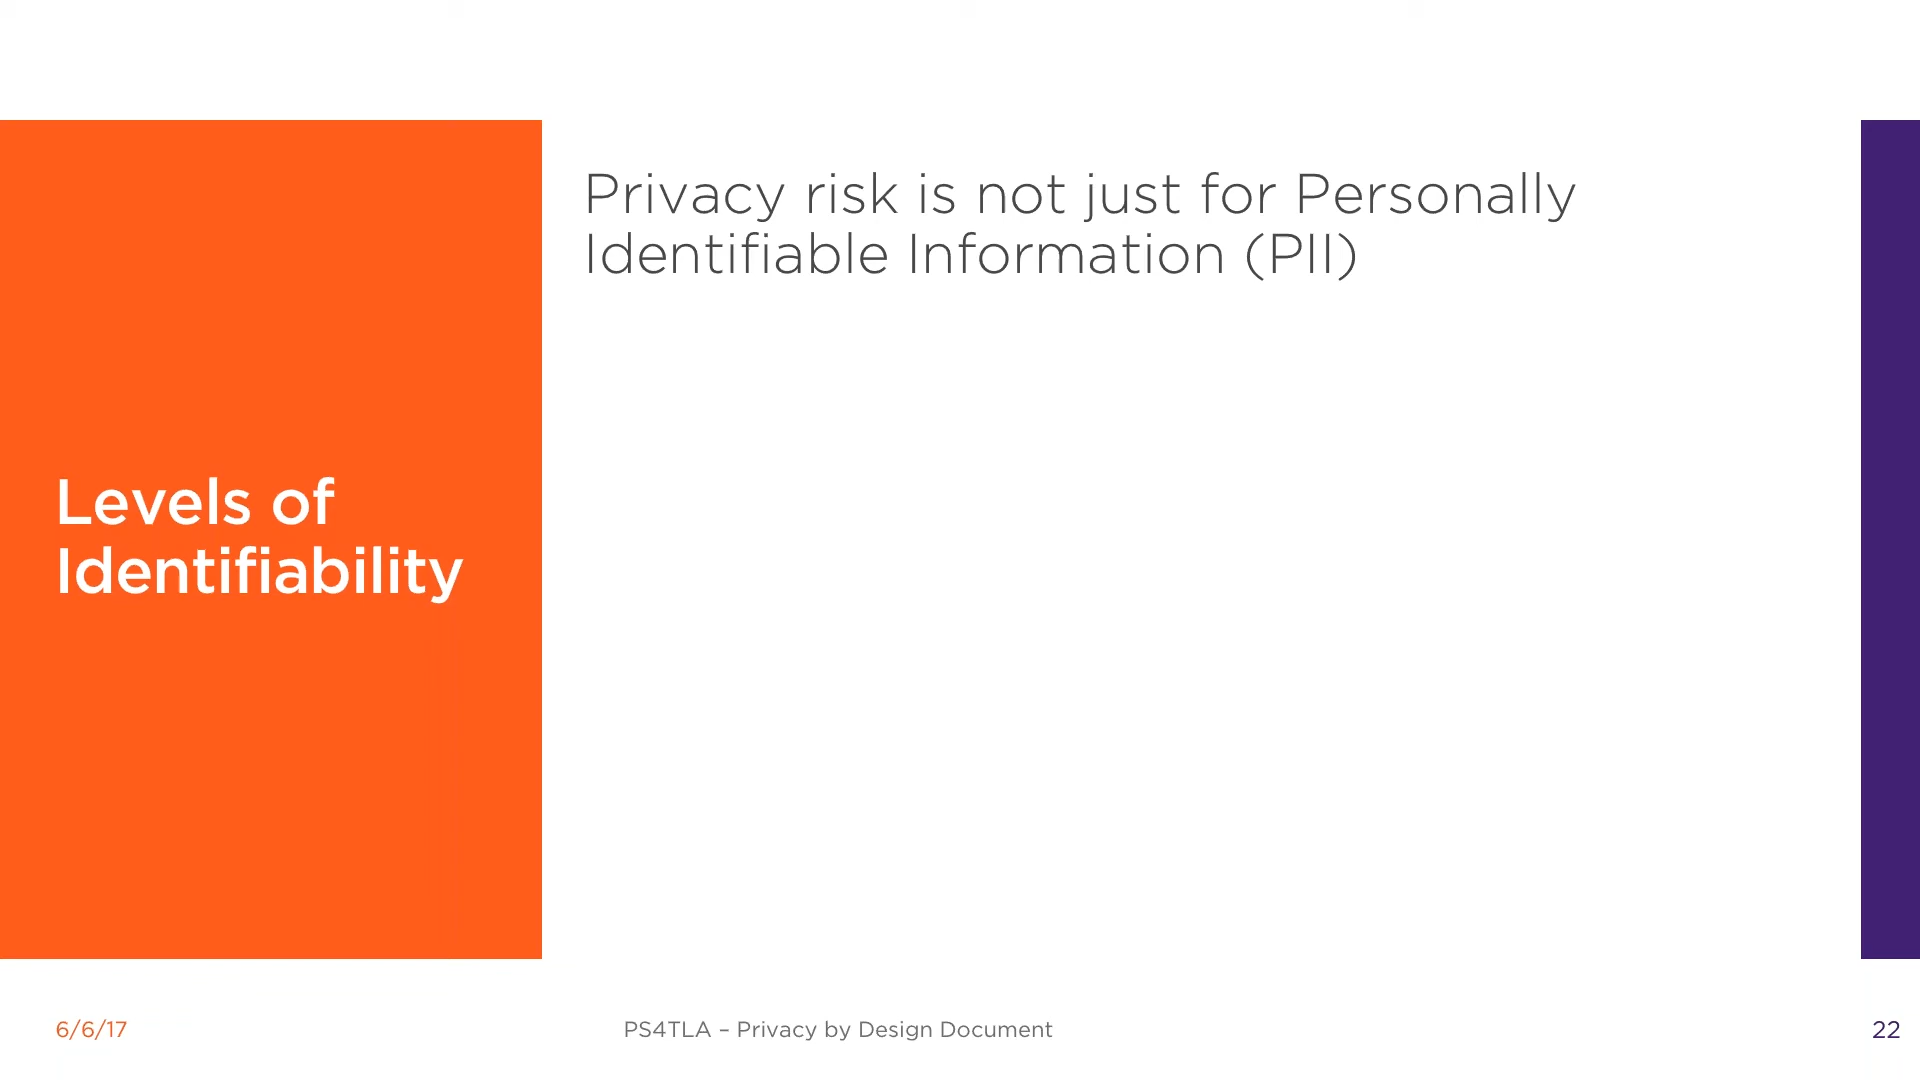 Levels of
Identifiability
Privacy risk is not just for Personally
Identifiable Information (PII)
6/6/17
PS4TLA – Privacy by Design Document
22